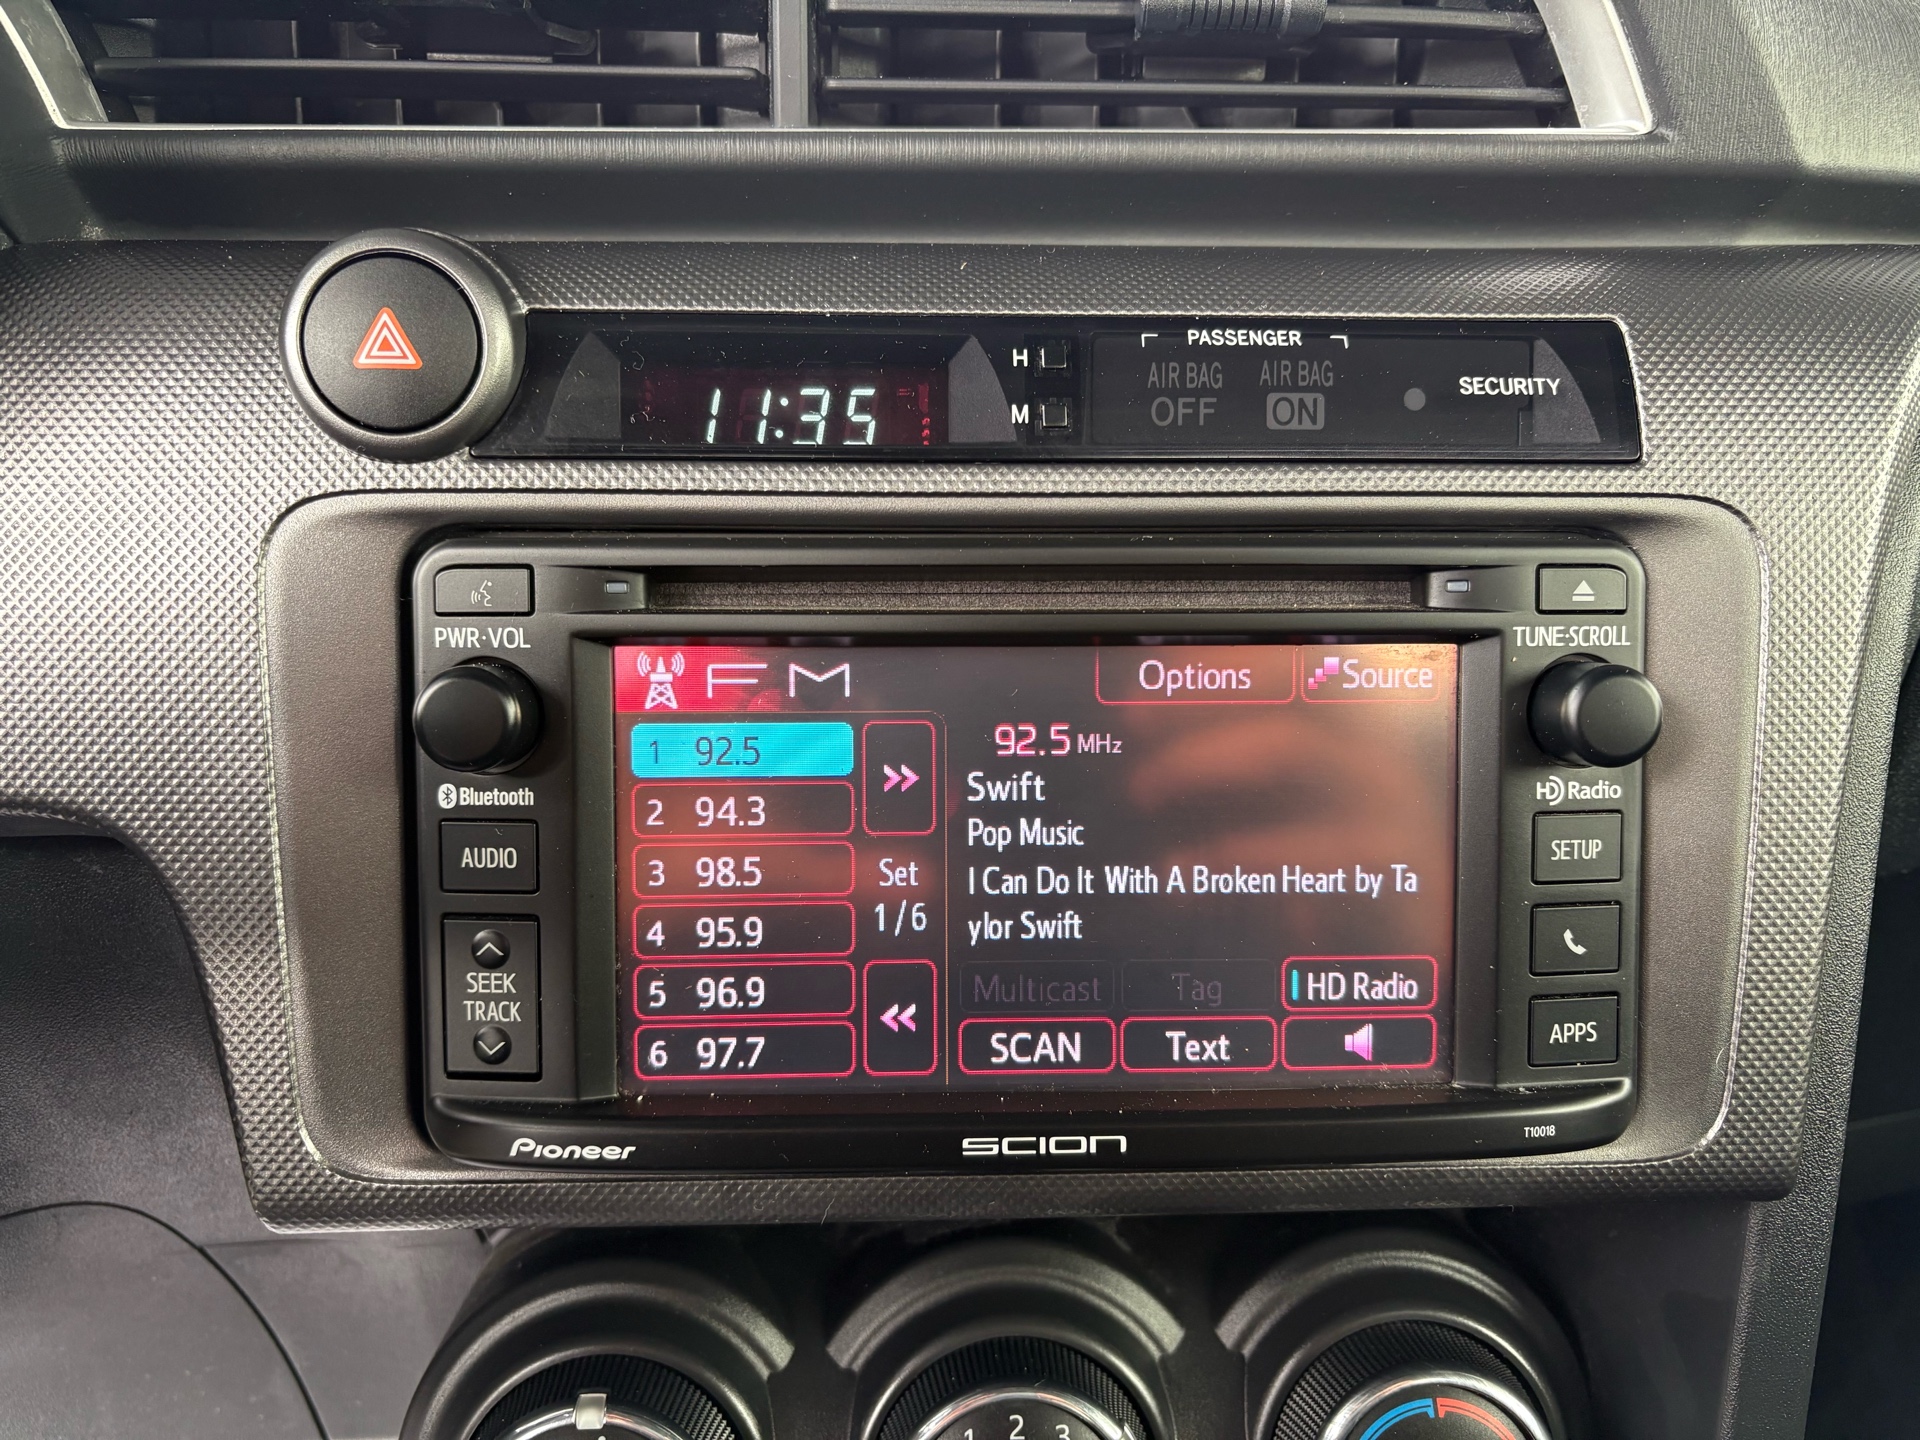 PASSENGER
AIR BAG OFF
AIR BAG ON
H
M
11:35
SECURITY
PWR·VOL
TUNE·SCROLL
FM
Options
Source
1 92.5
2 94.3
3 98.5
4 95.9
5 96.9
6 97.7
Set
1/6
92.5 MHz
Swift
Pop Music
I Can Do It With A Broken Heart by Ta
ylor Swift
Multicast
Tag
HD Radio
SCAN
Text
Bluetooth
AUDIO
SEEK
TRACK
HD Radio
SETUP
APPS
Pioneer
SCION
T10018
1 2 3